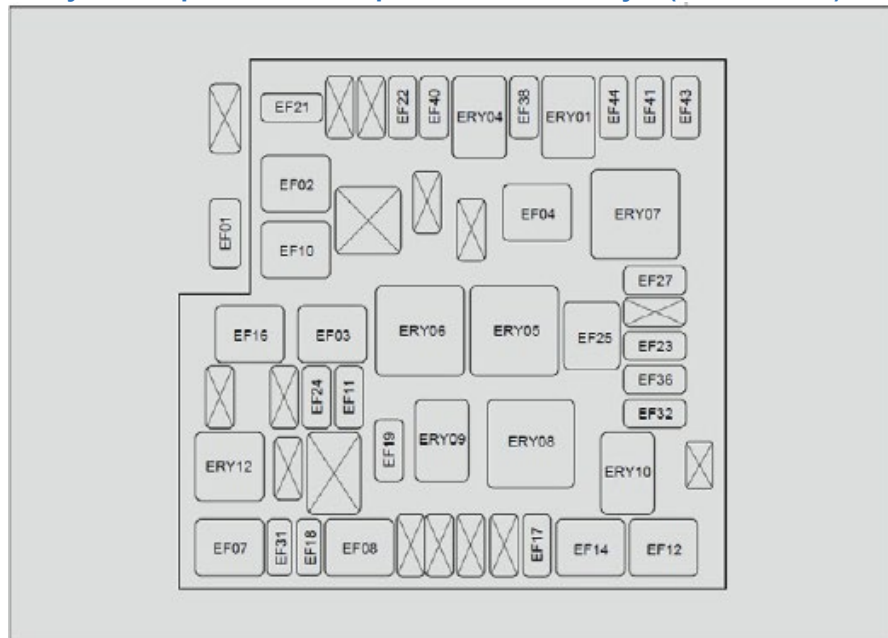 EF21 EF22 EF40 ERY04 EF38 ERY01 EF44 EF41 EF43
EF02 EF04 ERY07
EF01 EF10
EF27
EF16 EF03 ERY06 ERY05 EF25 EF23
EF24 EF11 EF36
EF32
ERY12 EF19 ERY09 ERY08 ERY10
EF07 EF31 EF18 EF08 EF17 EF14 EF12